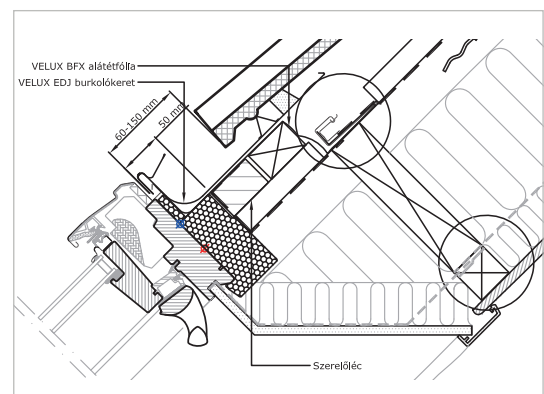 VELUX BFX alátétfólia
VELUX EDJ burkolókeret
60-150 mm
50 mm
Szerelőléc